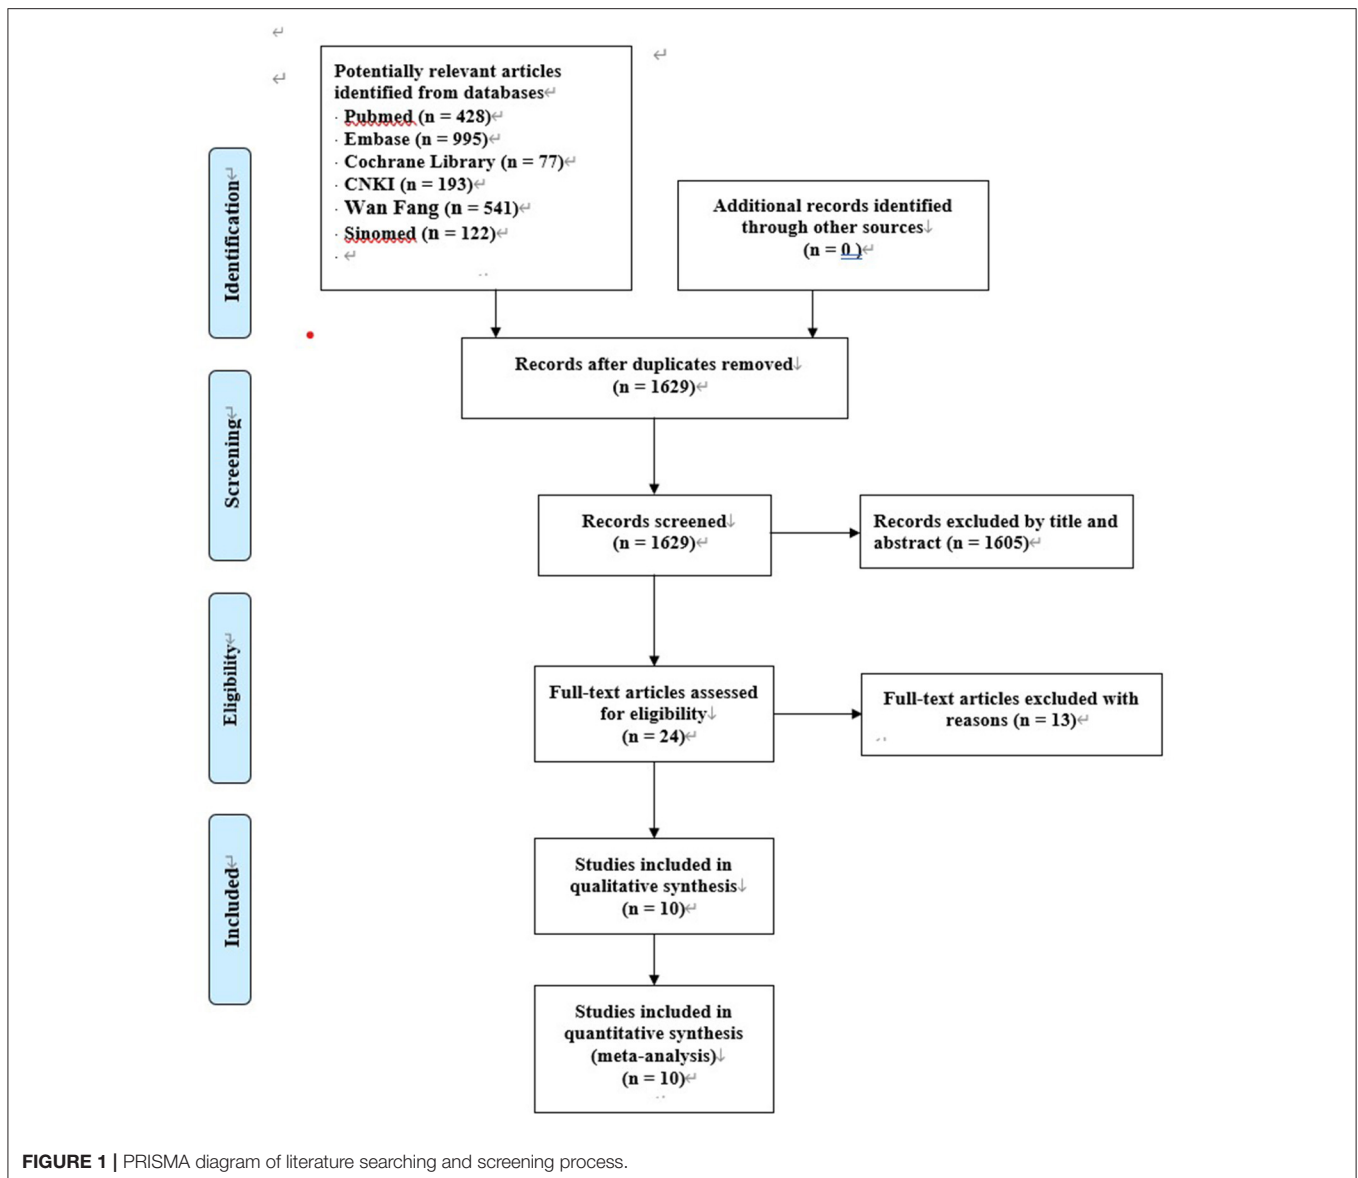 Potentially relevant articles
identified from databases↵
· Pubmed (n = 428)↵
· Embase (n = 995)↵
· Cochrane Library (n = 77)↵
· CNKI (n = 193)↵
· Wan Fang (n = 541)↵
· Sinomed (n = 122)↵
· ↵
Additional records identified
through other sources↓
(n = 0 )↵
Identification↵
Records after duplicates removed↓
(n = 1629)↵
Screening↵
Records screened↓
(n = 1629)↵
Records excluded by title and
abstract (n = 1605)↵
Eligibility↵
Full-text articles assessed
for eligibility↓
(n = 24)↵
Full-text articles excluded with
reasons (n = 13)↵
Included↵
Studies included in
qualitative synthesis↓
(n = 10)↵
Studies included in
quantitative synthesis
(meta-analysis)↓
(n = 10)↵
FIGURE 1 | PRISMA diagram of literature searching and screening process.